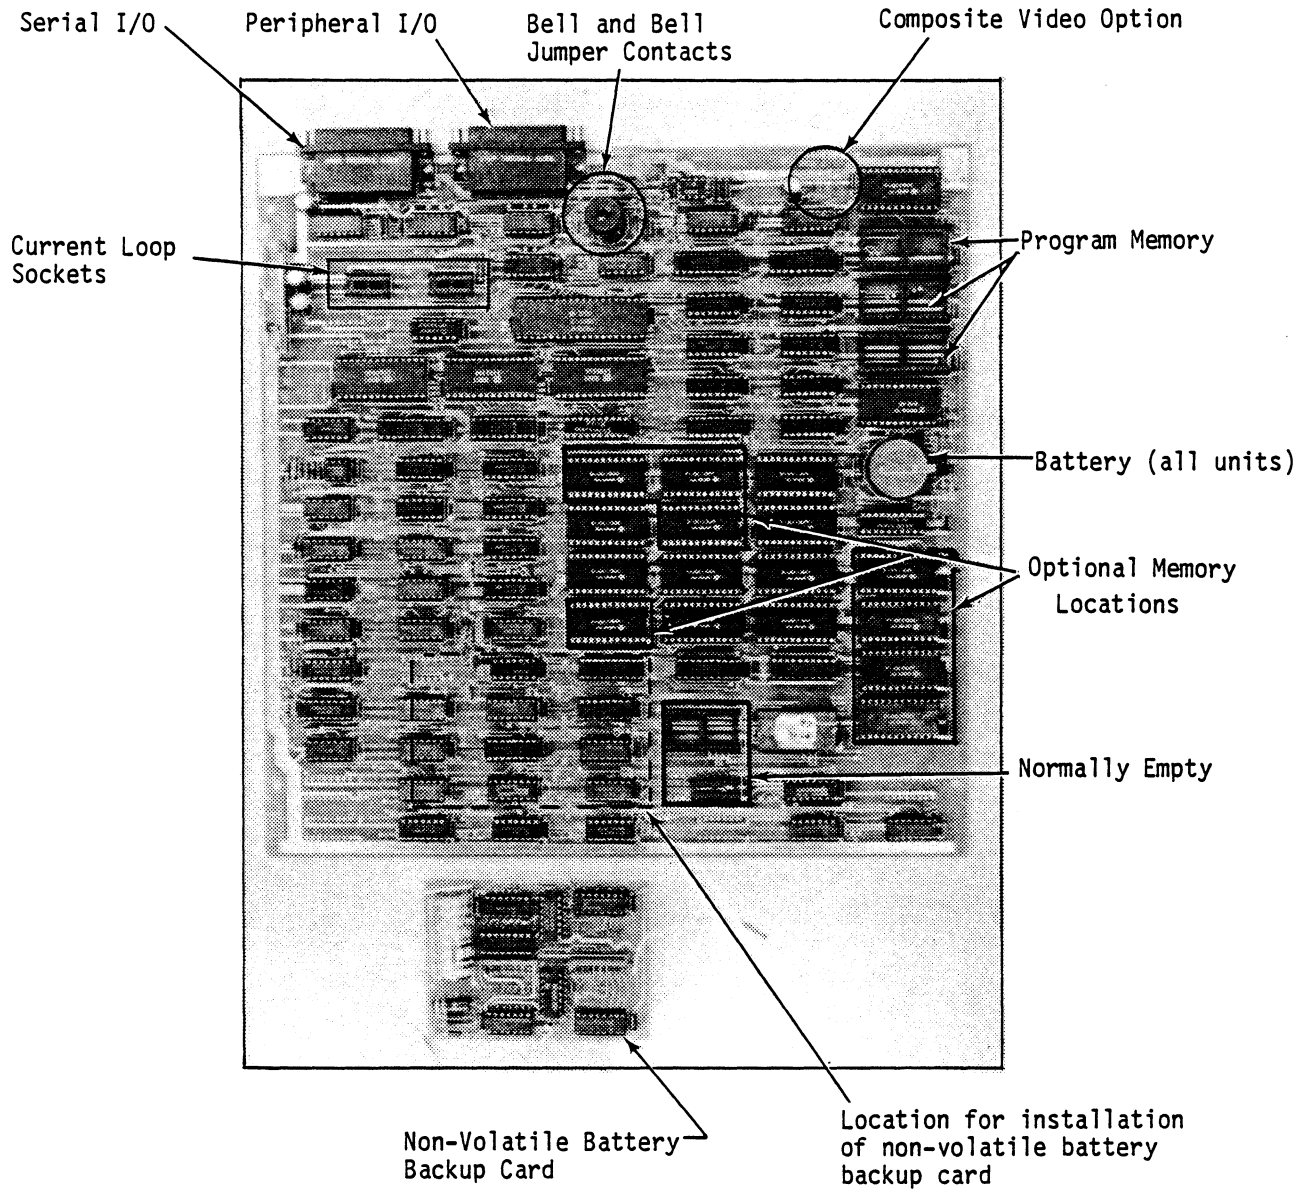 Serial I/O
Peripheral I/O
Bell and Bell
Jumper Contacts
Composite Video Option
Current Loop
Sockets
Program Memory
Battery (all units)
Optional Memory
Locations
Normally Empty
Non-Volatile Battery
Backup Card
Location for installation
of non-volatile battery
backup card